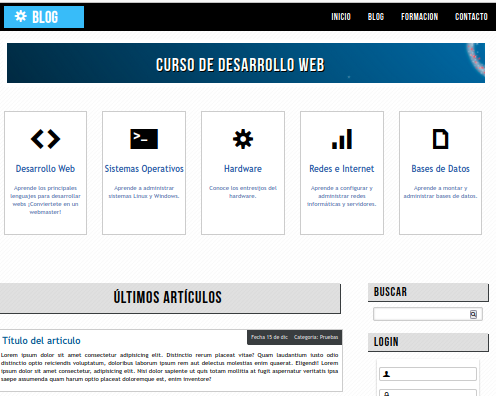 BLOG
INICIO BLOG FORMACION CONTACTO
CURSO DE DESARROLLO WEB
Desarrollo Web
Aprende los principales
lenguajes para desarrollar
webs ¡Conviertete en un
webmaster!
Sistemas Operativos
Aprende a administrar
sistemas Linux y Windows.
Hardware
Conoce los entresijos del
hardware.
Redes e Internet
Aprende a configurar y
administrar redes
informáticas y servidores.
Bases de Datos
Aprende a montar y
administrar bases de datos.
ÚLTIMOS ARTÍCULOS
Título del artículo
Fecha 15 de dic Categoría: Pruebas
Lorem ipsum dolor sit amet consectetur adipisicing elit. Distinctio rerum placeat vitae? Quam laudantium iusto odio
distinctio optio reiciendis voluptatum, doloribus laborum ipsum rem aut delectus mollitia amet quaerat. Eligendi! Lorem
ipsum dolor sit amet consectetur, adipisicing elit. Nisi dolor sapiente ut quis totam mollitia at fugit aspernatur veritatis ipsa
saepe assumenda quam harum optio placeat doloremque est, enim inventore!
BUSCAR
LOGIN